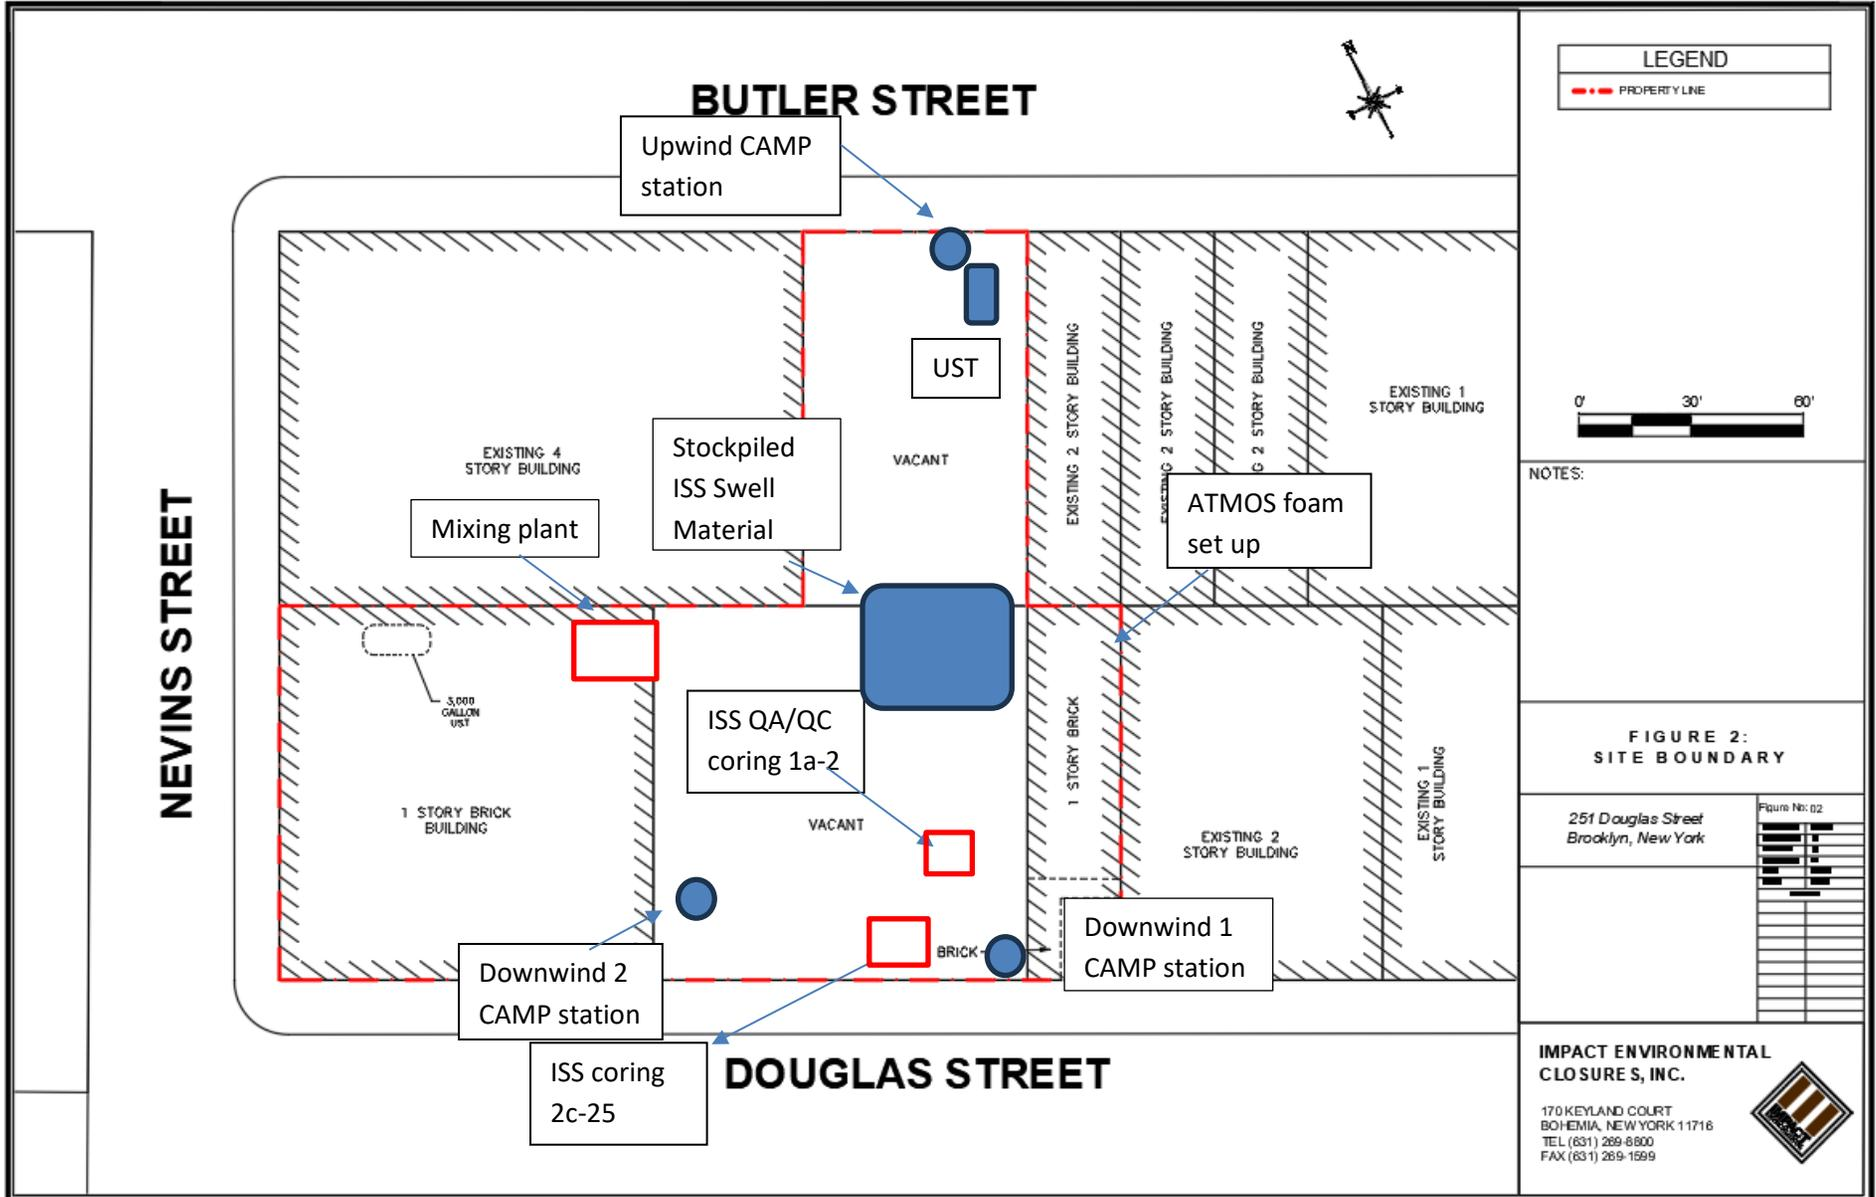 BUTLER STREET
Upwind CAMP
station
N
LEGEND
PROPERTY LINE
0' 30' 60'
NOTES:
UST
EXISTING 2 STORY BUILDING
EXISTING 2 STORY BUILDING
G 2 STORY BUILDING
EXISTING 1
STORY BUILDING
EXISTING 4
STORY BUILDING
VACANT
Stockpiled
ISS Swell
Material
Mixing plant
ATMOS foam
set up
NEVINS STREET
3,000
GALLON
UST
ISS QA/QC
coring 1a-2
1 STORY BRICK
1 STORY BRICK
BUILDING
VACANT
EXISTING 2
STORY BUILDING
EXISTING 1
STORY BUILDING
BRICK
Downwind 1
CAMP station
Downwind 2
CAMP station
ISS coring
2c-25
DOUGLAS STREET
FIGURE 2:
SITE BOUNDARY
251 Douglas Street
Brooklyn, New York
Figure No: 02
IMPACT ENVIRONMENTAL
CLOSURES, INC.
170 KEYLAND COURT
BOHEMIA, NEW YORK 11716
TEL (631) 269-8800
FAX (631) 269-1599
IMPACT